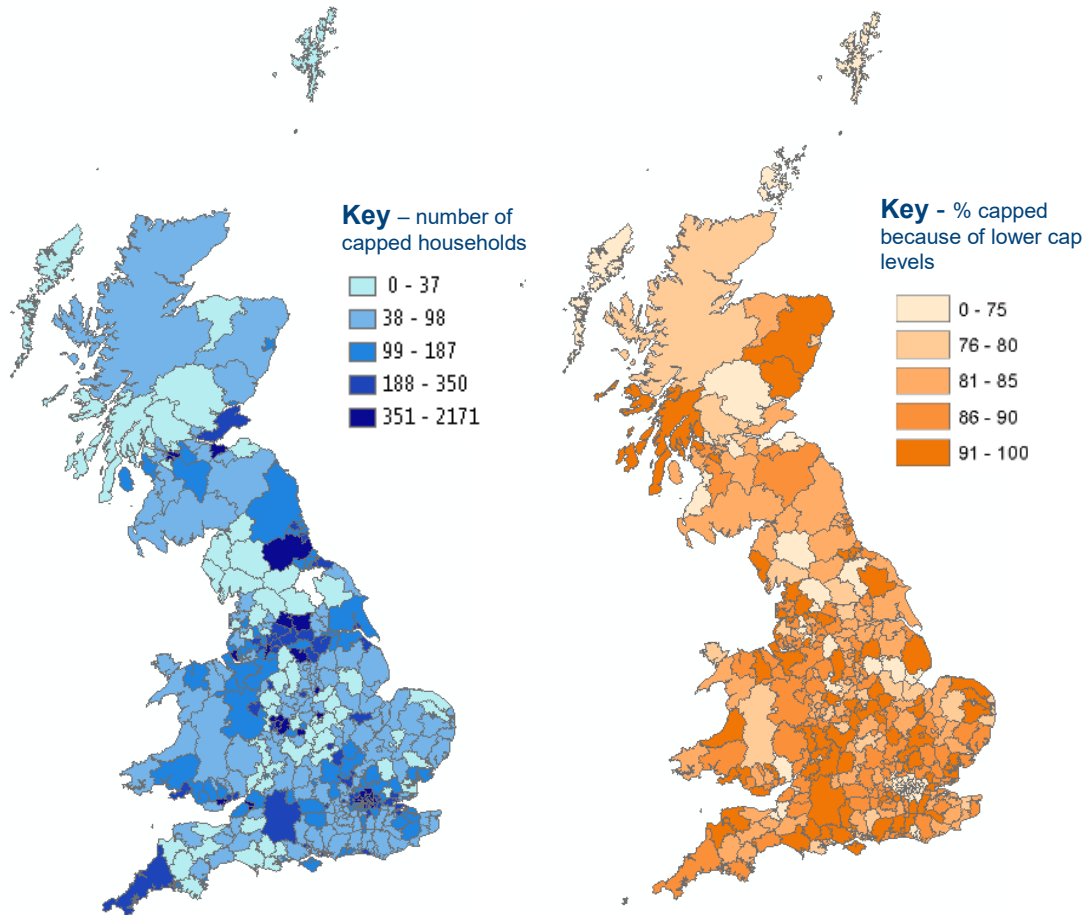 Key – number of
capped households
0 - 37
38 - 98
99 - 187
188 - 350
351 - 2171
Key - % capped
because of lower cap
levels
0 - 75
76 - 80
81 - 85
86 - 90
91 - 100